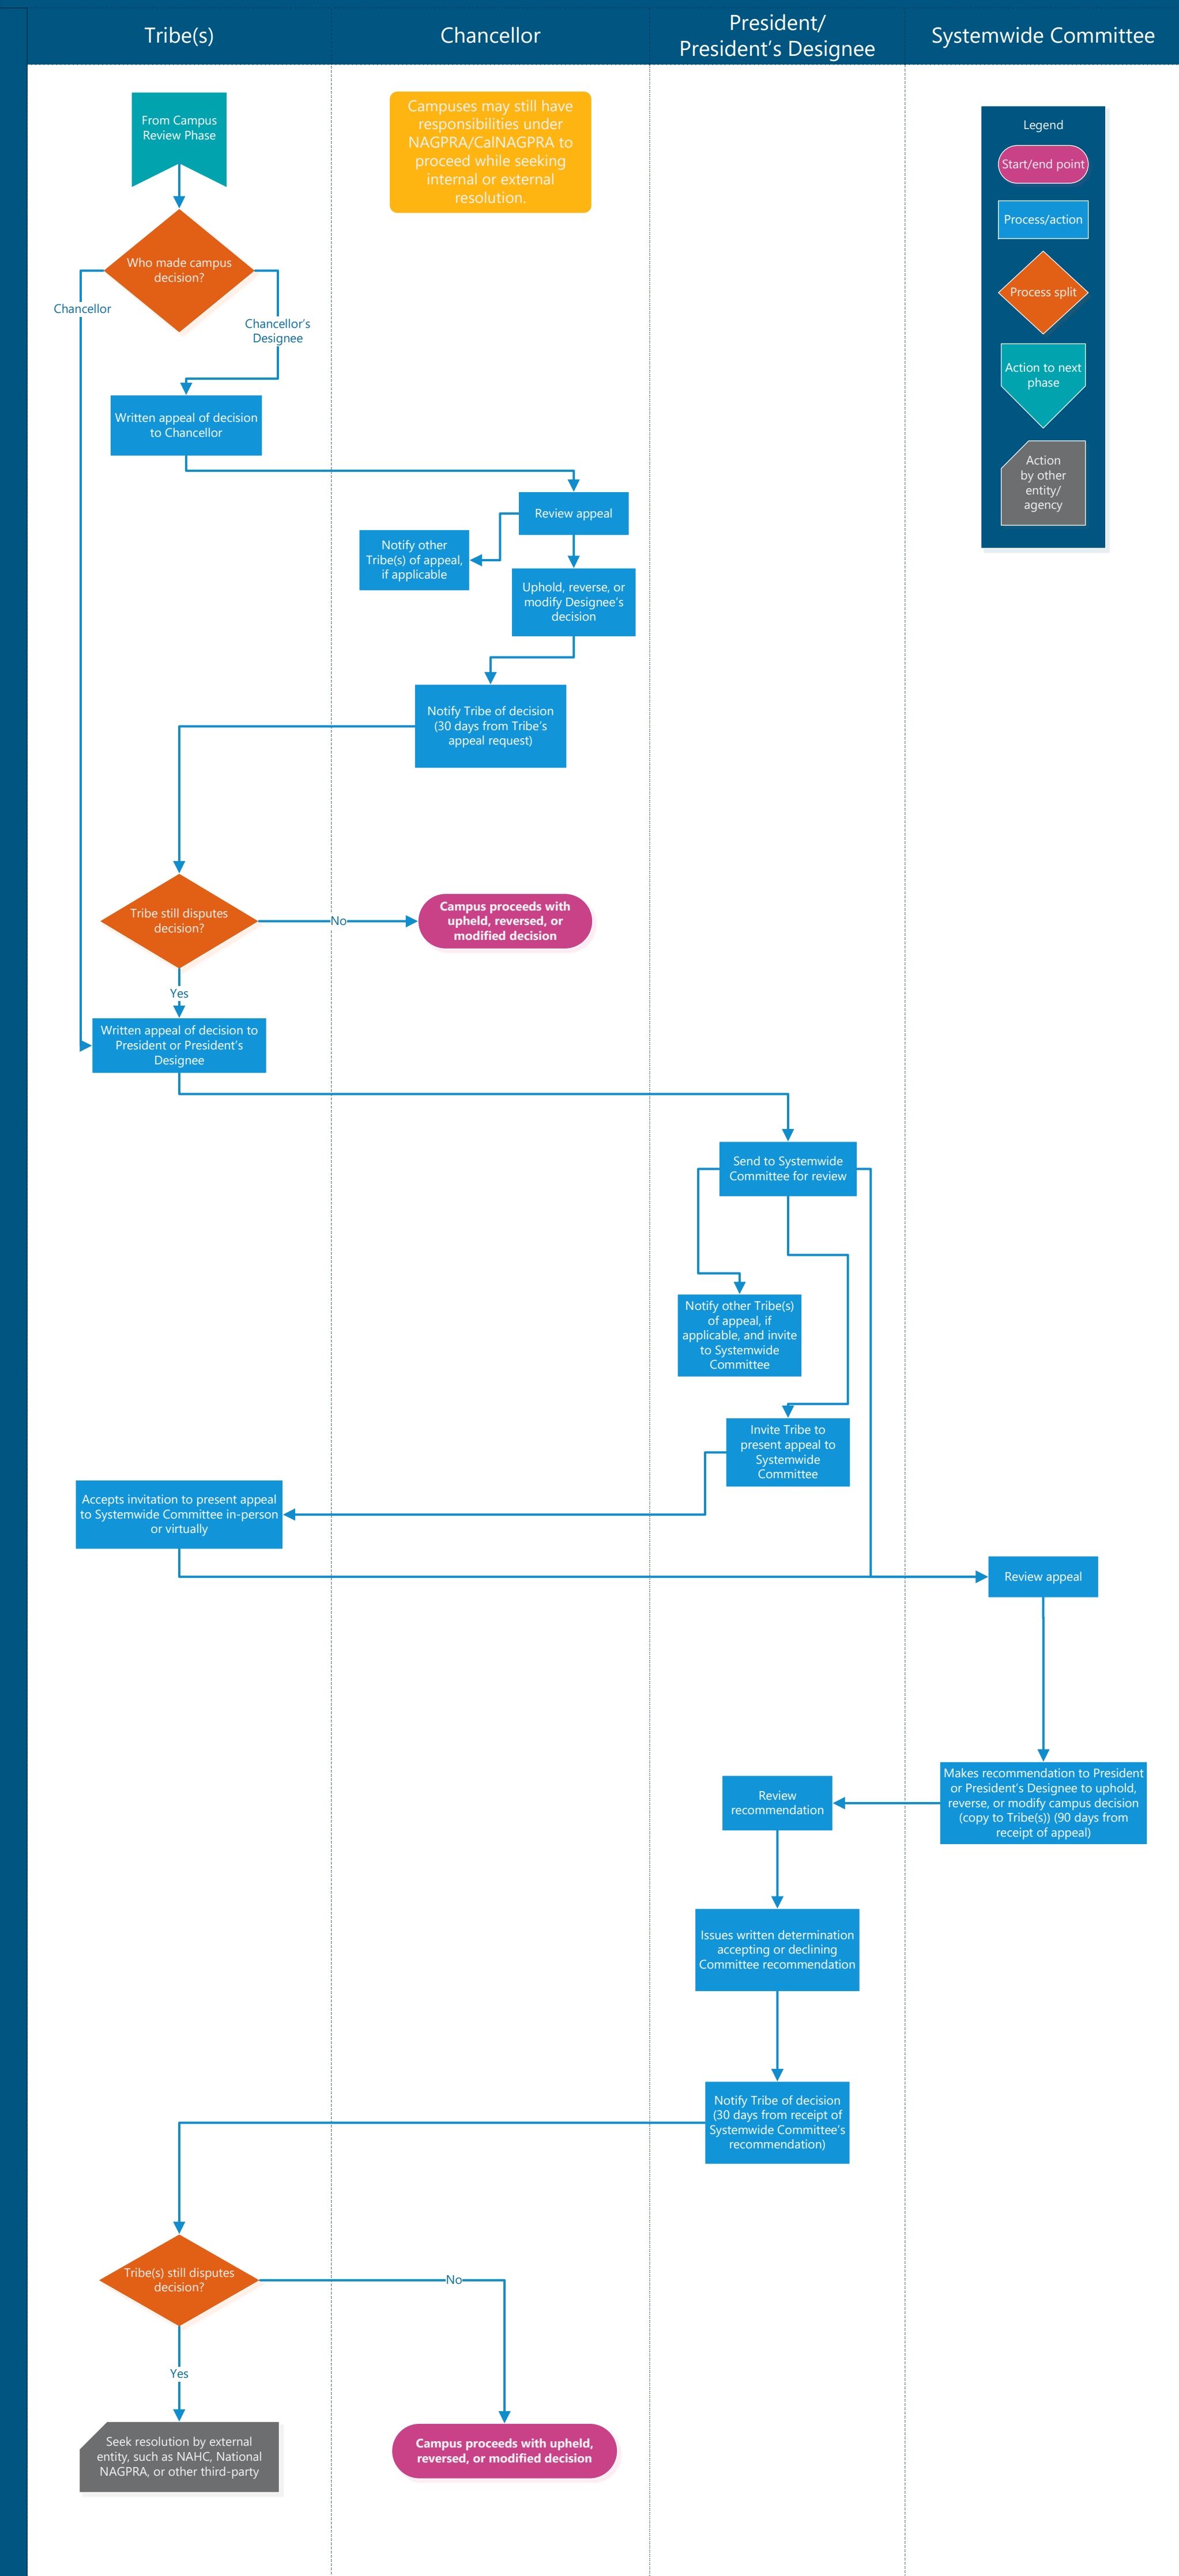 Tribe(s)
Chancellor
President/
President's Designee
Systemwide Committee
From Campus
Review Phase
Campuses may still have
responsibilities under
NAGPRA/CalNAGPRA to
proceed while seeking
internal or external
resolution.
Legend
Start/end point
Process/action
Process split
Action to next
phase
Action
by other
entity/
agency
Who made campus
decision?
Chancellor
Chancellor's
Designee
Written appeal of decision
to Chancellor
Review appeal
Notify other
Tribe(s) of appeal,
if applicable
Uphold, reverse, or
modify Designee's
decision
Notify Tribe of decision
(30 days from Tribe's
appeal request)
Tribe still disputes
decision?
No
Campus proceeds with
upheld, reversed, or
modified decision
Yes
Written appeal of decision to
President or President's
Designee
Send to Systemwide
Committee for review
Notify other Tribe(s)
of appeal, if
applicable, and invite
to Systemwide
Committee
Invite Tribe to
present appeal to
Systemwide
Committee
Accepts invitation to present appeal
to Systemwide Committee in-person
or virtually
Review appeal
Makes recommendation to President
or President's Designee to uphold,
reverse, or modify campus decision
(copy to Tribe(s)) (90 days from
receipt of appeal)
Review
recommendation
Issues written determination
accepting or declining
Committee recommendation
Notify Tribe of decision
(30 days from receipt of
Systemwide Committee's
recommendation)
Tribe(s) still disputes
decision?
No
Yes
Seek resolution by external
entity, such as NAHC, National
NAGPRA, or other third-party
Campus proceeds with upheld,
reversed, or modified decision